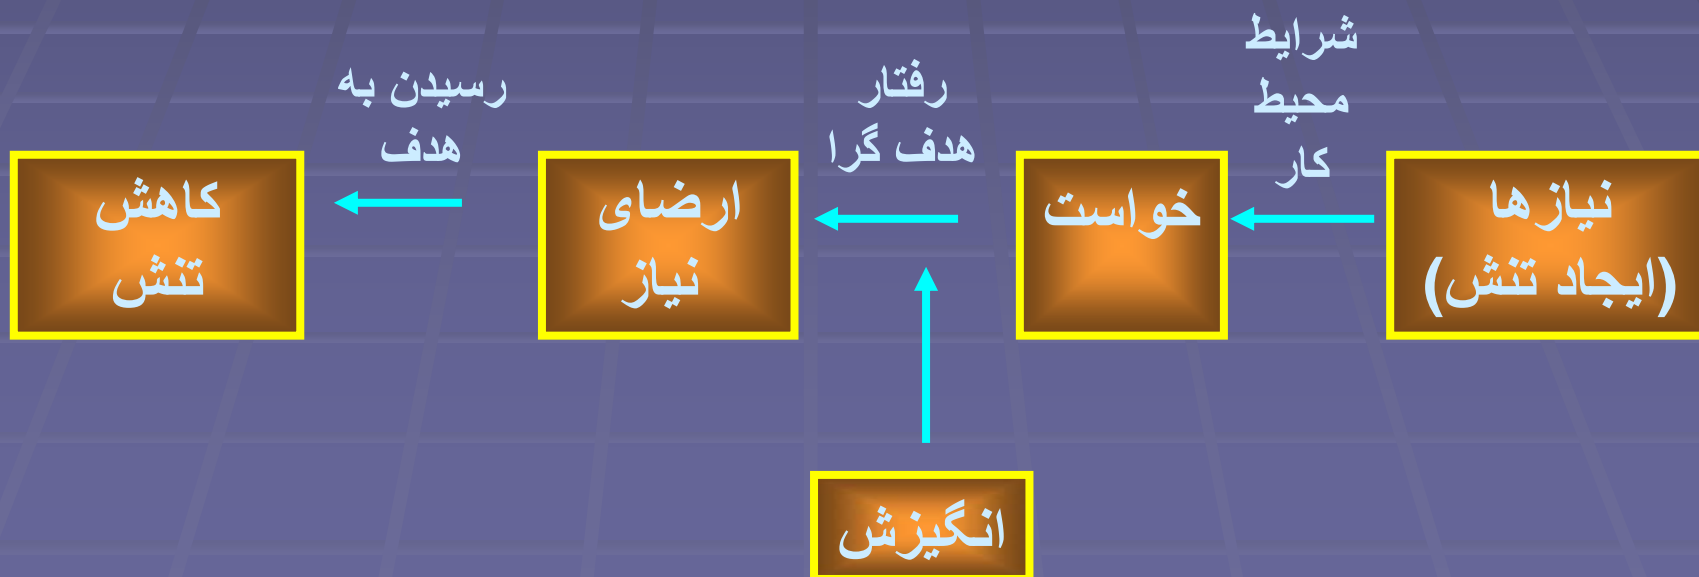 نیازها
(ایجاد تنش)
شرایط
محیط
کار
خواست
رفتار
هدف گرا
ارضای
نیاز
رسیدن به
هدف
کاهش
تنش
انگیزش